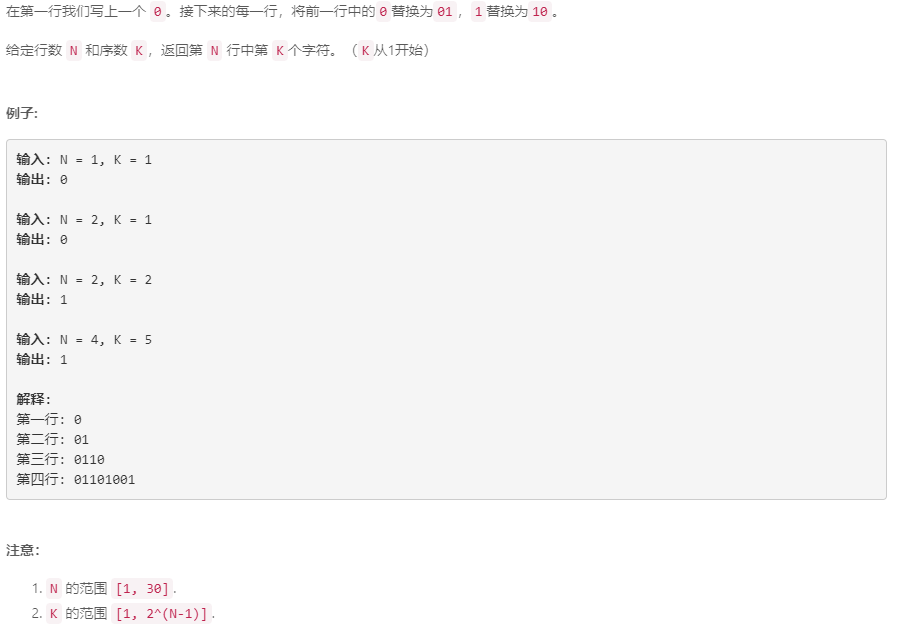 在第一行我们写上一个 0。接下来的每一行，将前一行中的0替换为01，1替换为10。
给定行数 N 和序数 K，返回第 N 行中第 K个字符。（K从1开始）
例子:
输入: N = 1, K = 1
输出: 0
输入: N = 2, K = 1
输出: 0
输入: N = 2, K = 2
输出: 1
输入: N = 4, K = 5
输出: 1
解释:
第一行: 0
第二行: 01
第三行: 0110
第四行: 01101001
注意：
1. N 的范围 [1, 30].
2. K 的范围 [1, 2^(N-1)].